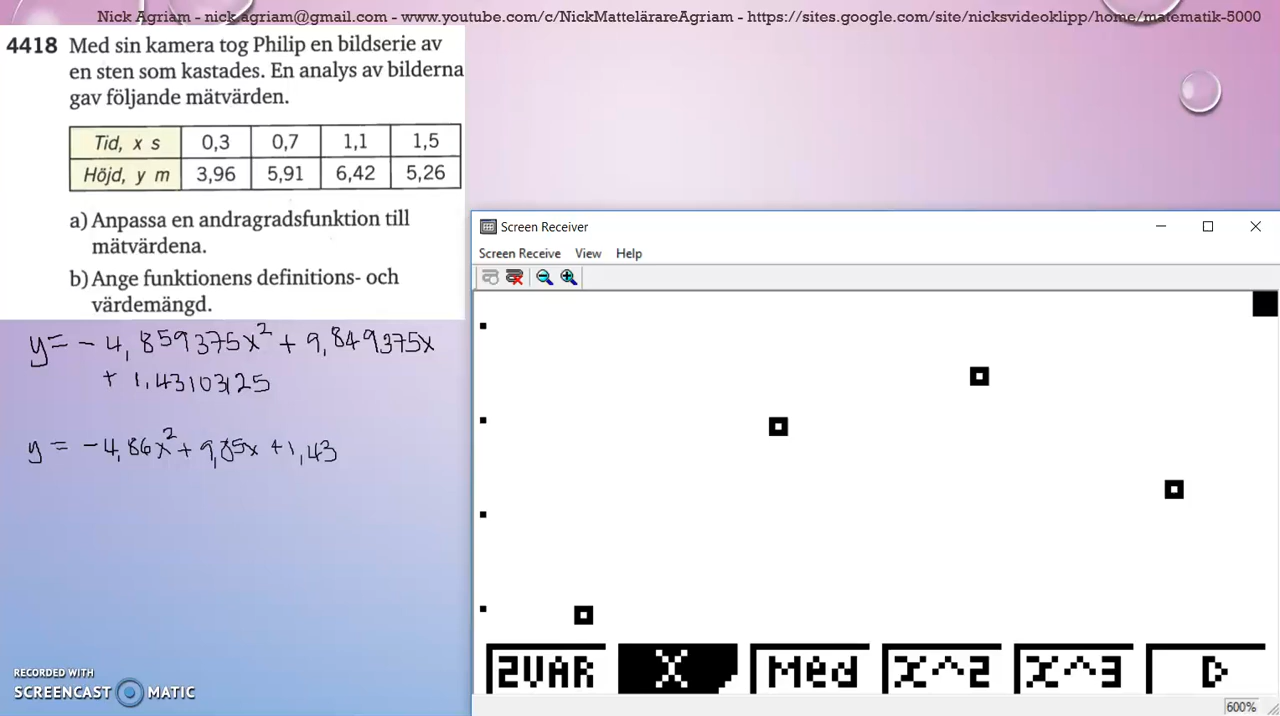 Nick Agriam - nick.agriam@gmail.com - www.youtube.com/c/NickMattelärareAgriam - https://sites.google.com/site/nicksvideoklipp/home/matematik-5000
4418 Med sin kamera tog Philip en bildserie av
en sten som kastades. En analys av bilderna
gav följande mätvärden.
Tid, x s 0,3 0,7 1,1 1,5
Höjd, y m 3,96 5,91 6,42 5,26
a) Anpassa en andragradsfunktion till
mätvärdena.
b) Ange funktionens definitions- och
värdemängd.
y = - 4,859375x² + 9,849375x
+ 1,43103125
y = -4,86x² + 9,85x + 1,43
Screen Receiver
Screen Receive View Help
2VAR X Med X^2 X^3
600%
RECORDED WITH
SCREENCAST MATIC